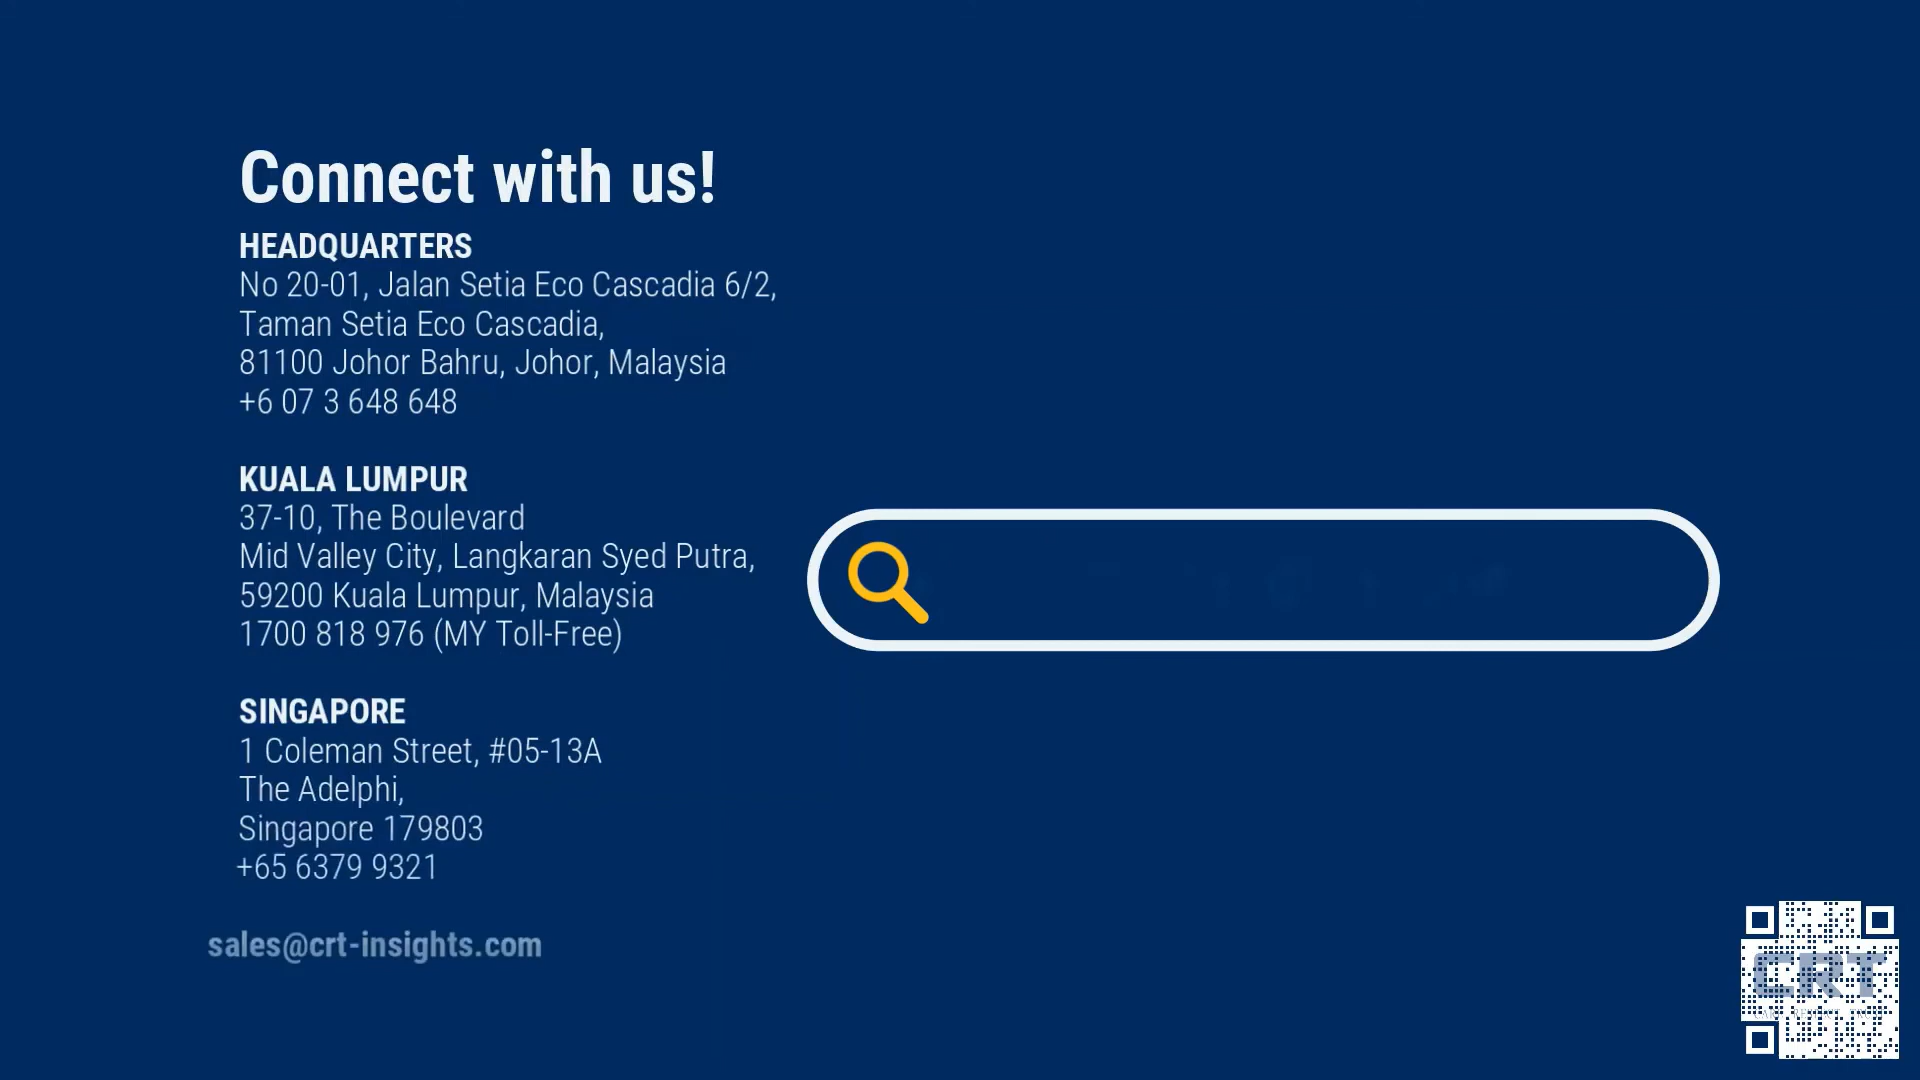 Connect with us!
HEADQUARTERS
No 20-01, Jalan Setia Eco Cascadia 6/2,
Taman Setia Eco Cascadia,
81100 Johor Bahru, Johor, Malaysia
+6 07 3 648 648
KUALA LUMPUR
37-10, The Boulevard
Mid Valley City, Langkaran Syed Putra,
59200 Kuala Lumpur, Malaysia
1700 818 976 (MY Toll-Free)
SINGAPORE
1 Coleman Street, #05-13A
The Adelphi,
Singapore 179803
+65 6379 9321
sales@crt-insights.com
CRT